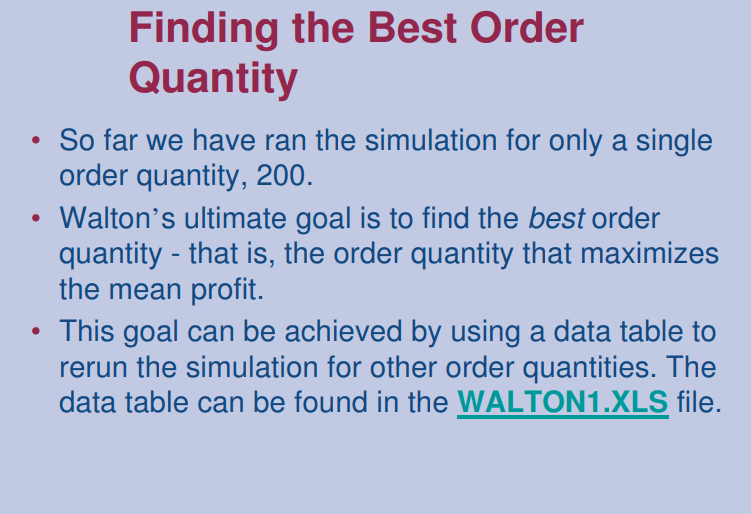 Finding the Best Order
Quantity
• So far we have ran the simulation for only a single
order quantity, 200.
• Walton’s ultimate goal is to find the best order
quantity - that is, the order quantity that maximizes
the mean profit.
• This goal can be achieved by using a data table to
rerun the simulation for other order quantities. The
data table can be found in the WALTON1.XLS file.